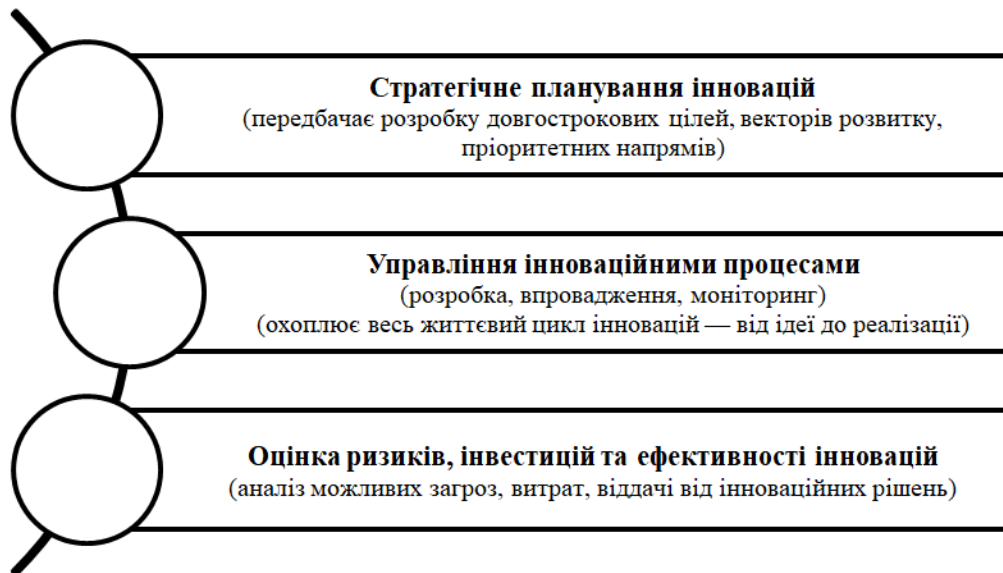 Стратегічне планування інновацій
(передбачає розробку довгострокових цілей, векторів розвитку,
пріоритетних напрямів)
Управління інноваційними процесами
(розробка, впровадження, моніторинг)
(охоплює весь життєвий цикл інновацій — від ідеї до реалізації)
Оцінка ризиків, інвестицій та ефективності інновацій
(аналіз можливих загроз, витрат, віддачі від інноваційних рішень)